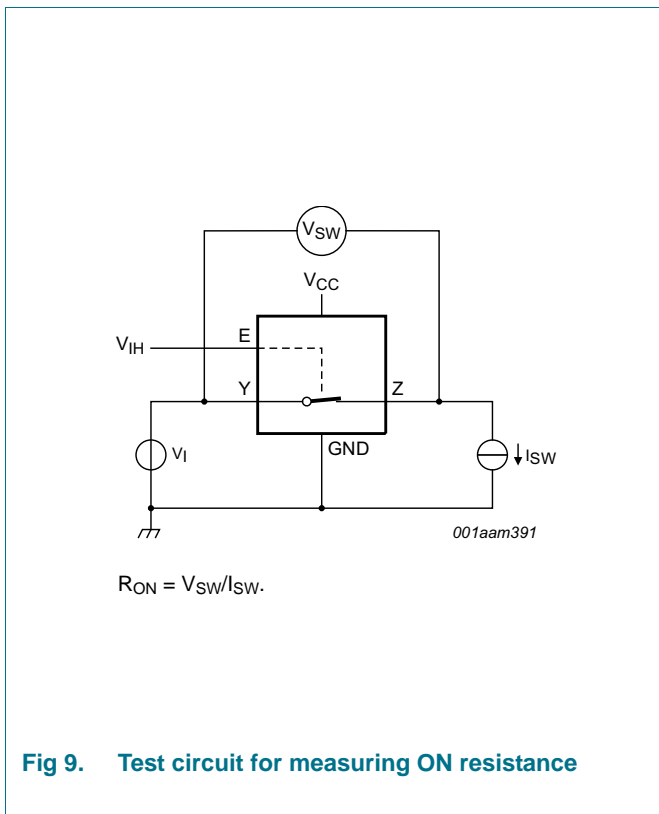 VSW
VCC
VIH
E
Y
Z
VI
GND
ISW
001aam391
RON = VSW/ISW.
Fig 9. Test circuit for measuring ON resistance